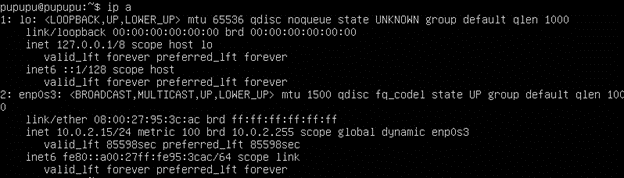 pupupu@pupupu:~$ ip a
1: lo: <LOOPBACK,UP,LOWER_UP> mtu 65536 qdisc noqueue state UNKNOWN group default qlen 1000
    link/loopback 00:00:00:00:00:00 brd 00:00:00:00:00:00
    inet 127.0.0.1/8 scope host lo
       valid_lft forever preferred_lft forever
    inet6 ::1/128 scope host
       valid_lft forever preferred_lft forever
2: enp0s3: <BROADCAST,MULTICAST,UP,LOWER_UP> mtu 1500 qdisc fq_codel state UP group default qlen 100
0
    link/ether 08:00:27:95:3c:ac brd ff:ff:ff:ff:ff:ff
    inet 10.0.2.15/24 metric 100 brd 10.0.2.255 scope global dynamic enp0s3
       valid_lft 85598sec preferred_lft 85598sec
    inet6 fe80::a00:27ff:fe95:3cac/64 scope link
       valid_lft forever preferred_lft forever